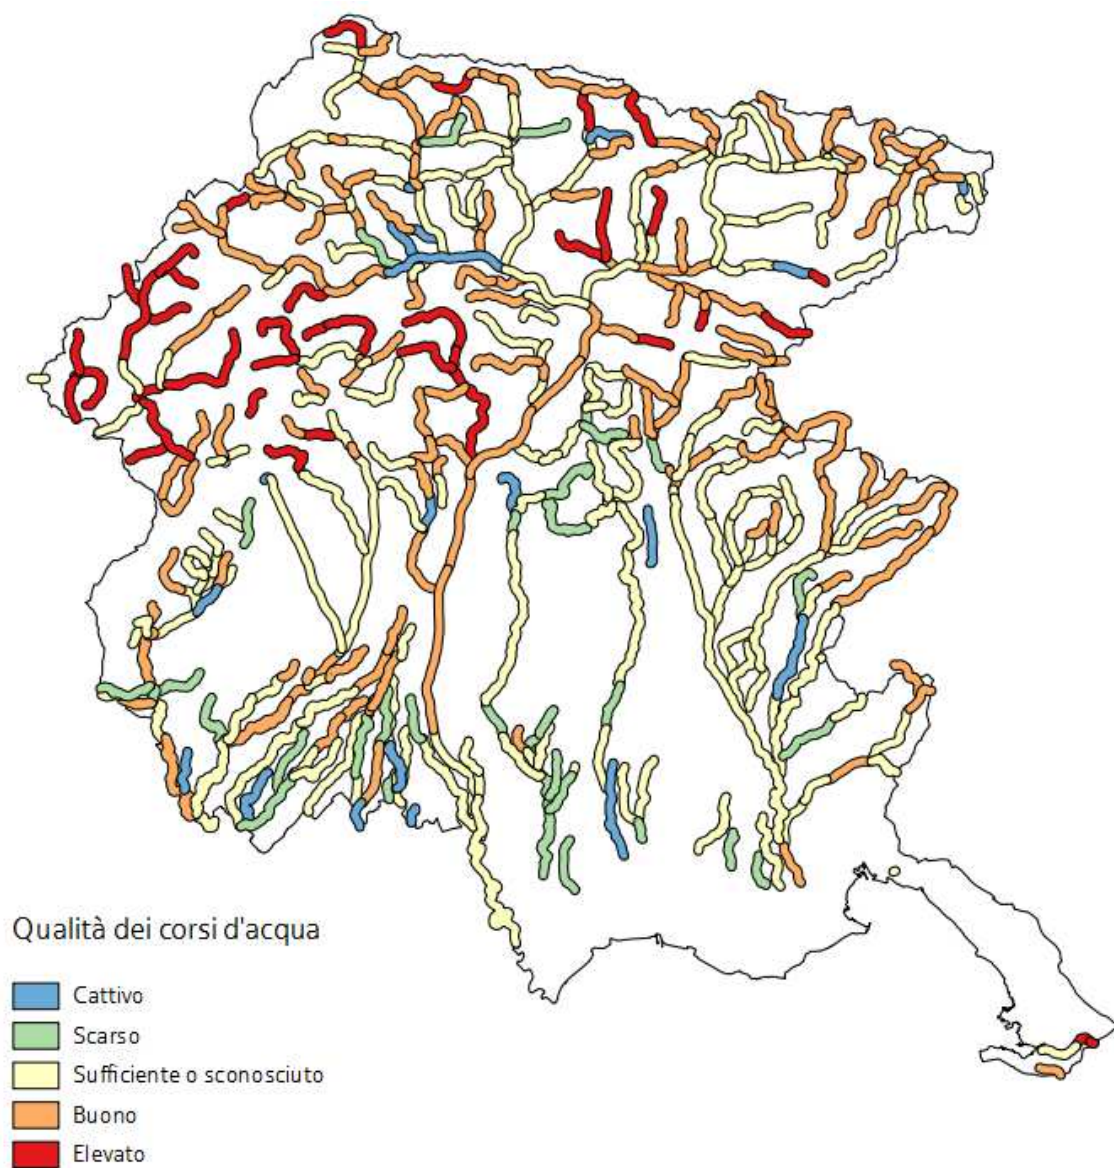 Qualità dei corsi d'acqua
Cattivo
Scarso
Sufficiente o sconosciuto
Buono
Elevato